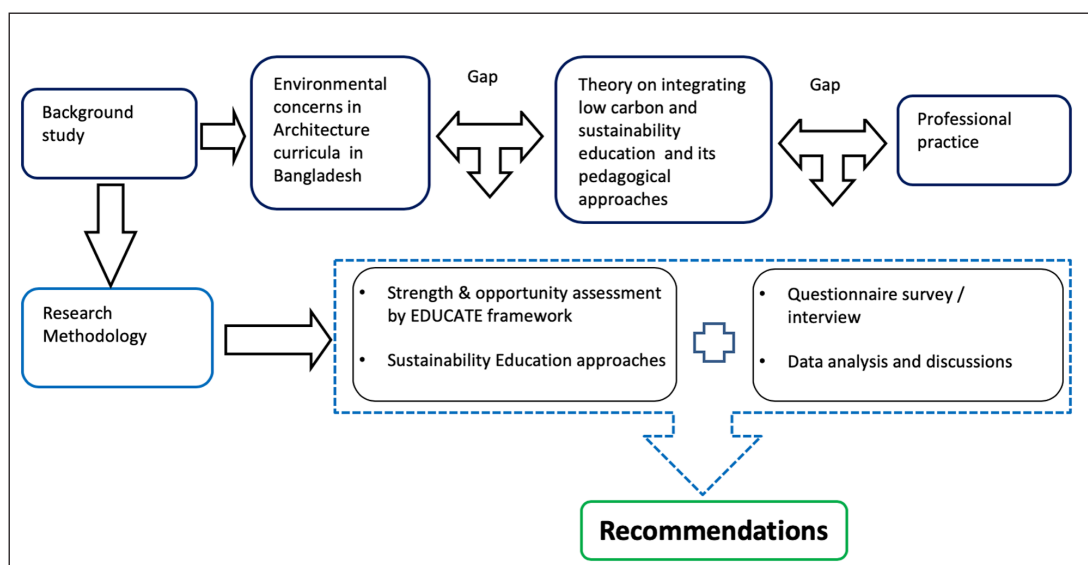 Background
study
Environmental
concerns in
Architecture
curricula in
Bangladesh
Gap
Theory on integrating
low carbon and
sustainability
education and its
pedagogical
approaches
Gap
Professional
practice
Research
Methodology
• Strength & opportunity assessment
by EDUCATE framework
• Sustainability Education approaches
• Questionnaire survey /
interview
• Data analysis and discussions
Recommendations